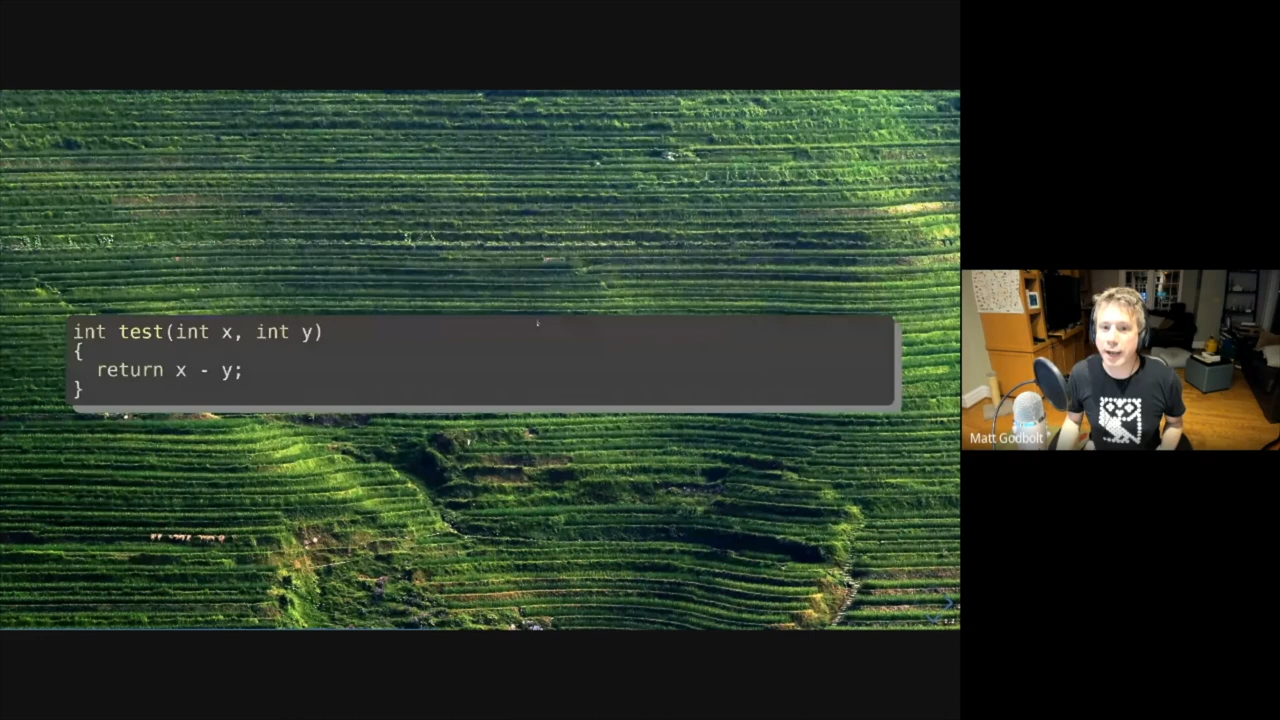 int test(int x, int y)
{
  return x - y;
}
Matt Godbolt